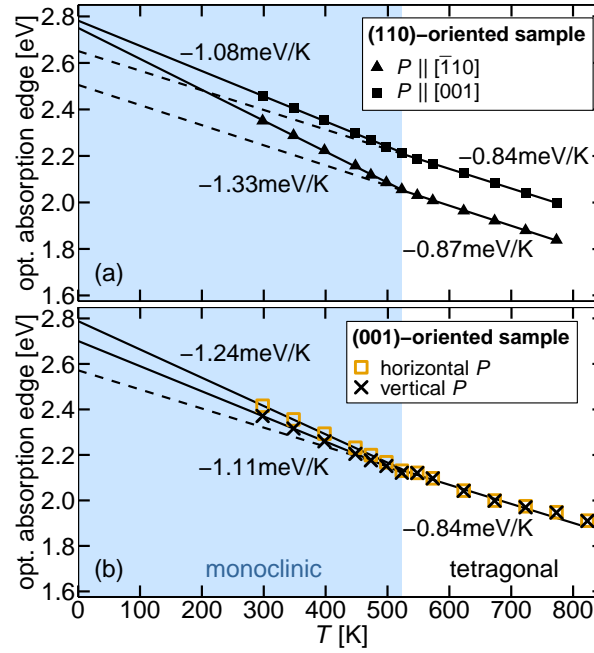 2.8
2.6
2.4
2.2
2.0
1.8
1.6
opt. absorption edge [eV]
(110)-oriented sample
P || [1̅10]
P || [001]
−1.08meV/K
−0.84meV/K
−1.33meV/K
−0.87meV/K
(a)
2.8
2.6
2.4
2.2
2.0
1.8
1.6
opt. absorption edge [eV]
(001)-oriented sample
horizontal P
vertical P
−1.24meV/K
−1.11meV/K
−0.84meV/K
(b)
monoclinic
tetragonal
0 100 200 300 400 500 600 700 800
T [K]